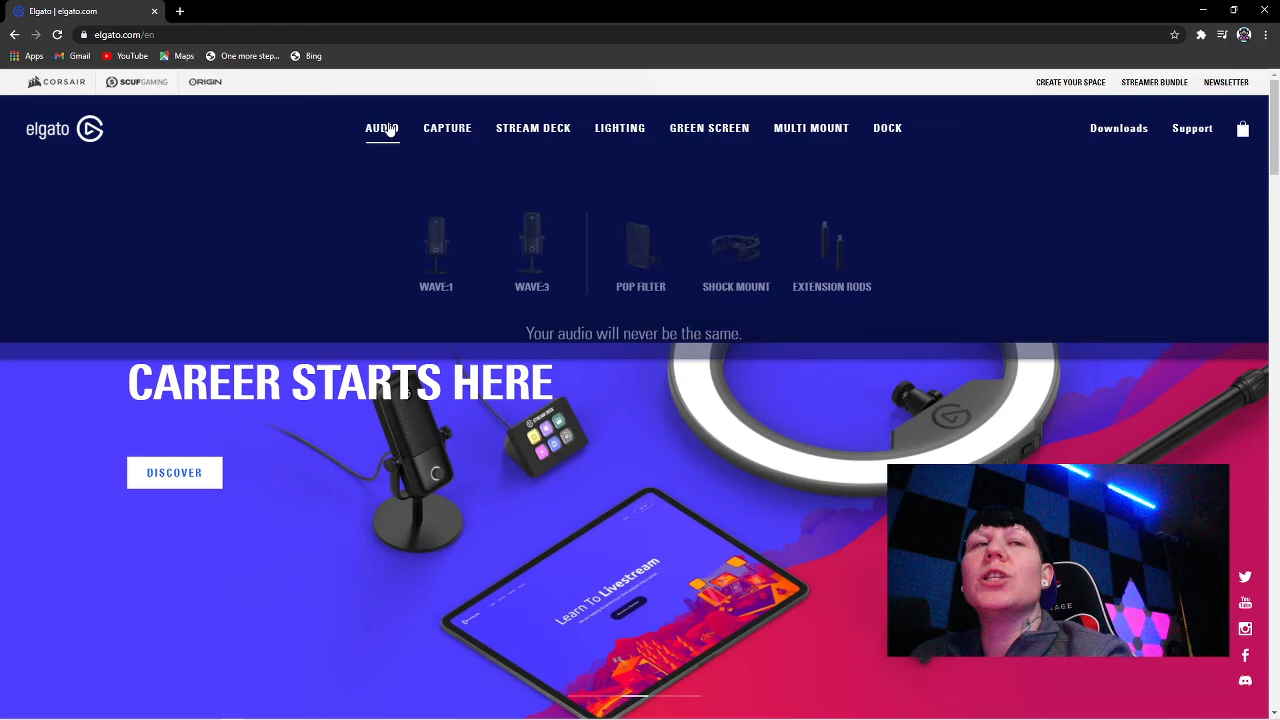 Elgato | elgato.com
elgato.com/en
Apps
Gmail
YouTube
Maps
One more step...
Bing
CORSAIR
SCUFGAMING
ORIGIN
CREATE YOUR SPACE
STREAMER BUNDLE
NEWSLETTER
elgato
AUDIO
CAPTURE
STREAM DECK
LIGHTING
GREEN SCREEN
MULTI MOUNT
DOCK
Downloads
Support
WAVE:1
WAVE:3
POP FILTER
SHOCK MOUNT
EXTENSION RODS
Your audio will never be the same.
CAREER STARTS HERE
DISCOVER
STREAM DECK
Learn To Livestream